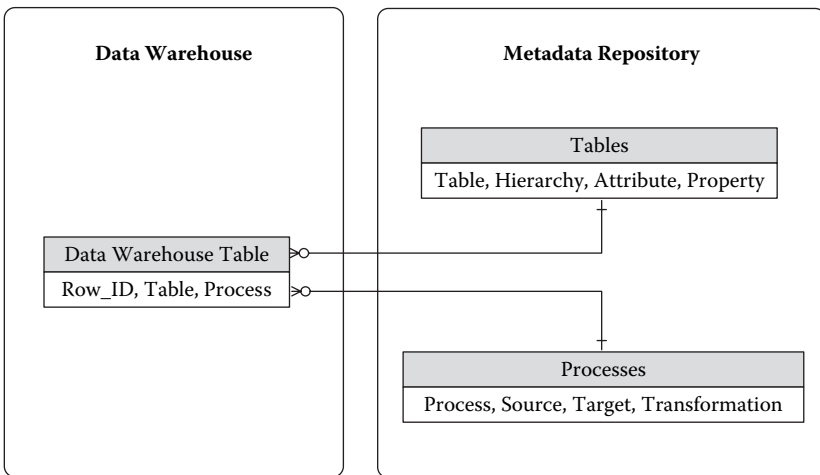 Data Warehouse
Metadata Repository
Tables
Table, Hierarchy, Attribute, Property
Data Warehouse Table
Row_ID, Table, Process
Processes
Process, Source, Target, Transformation